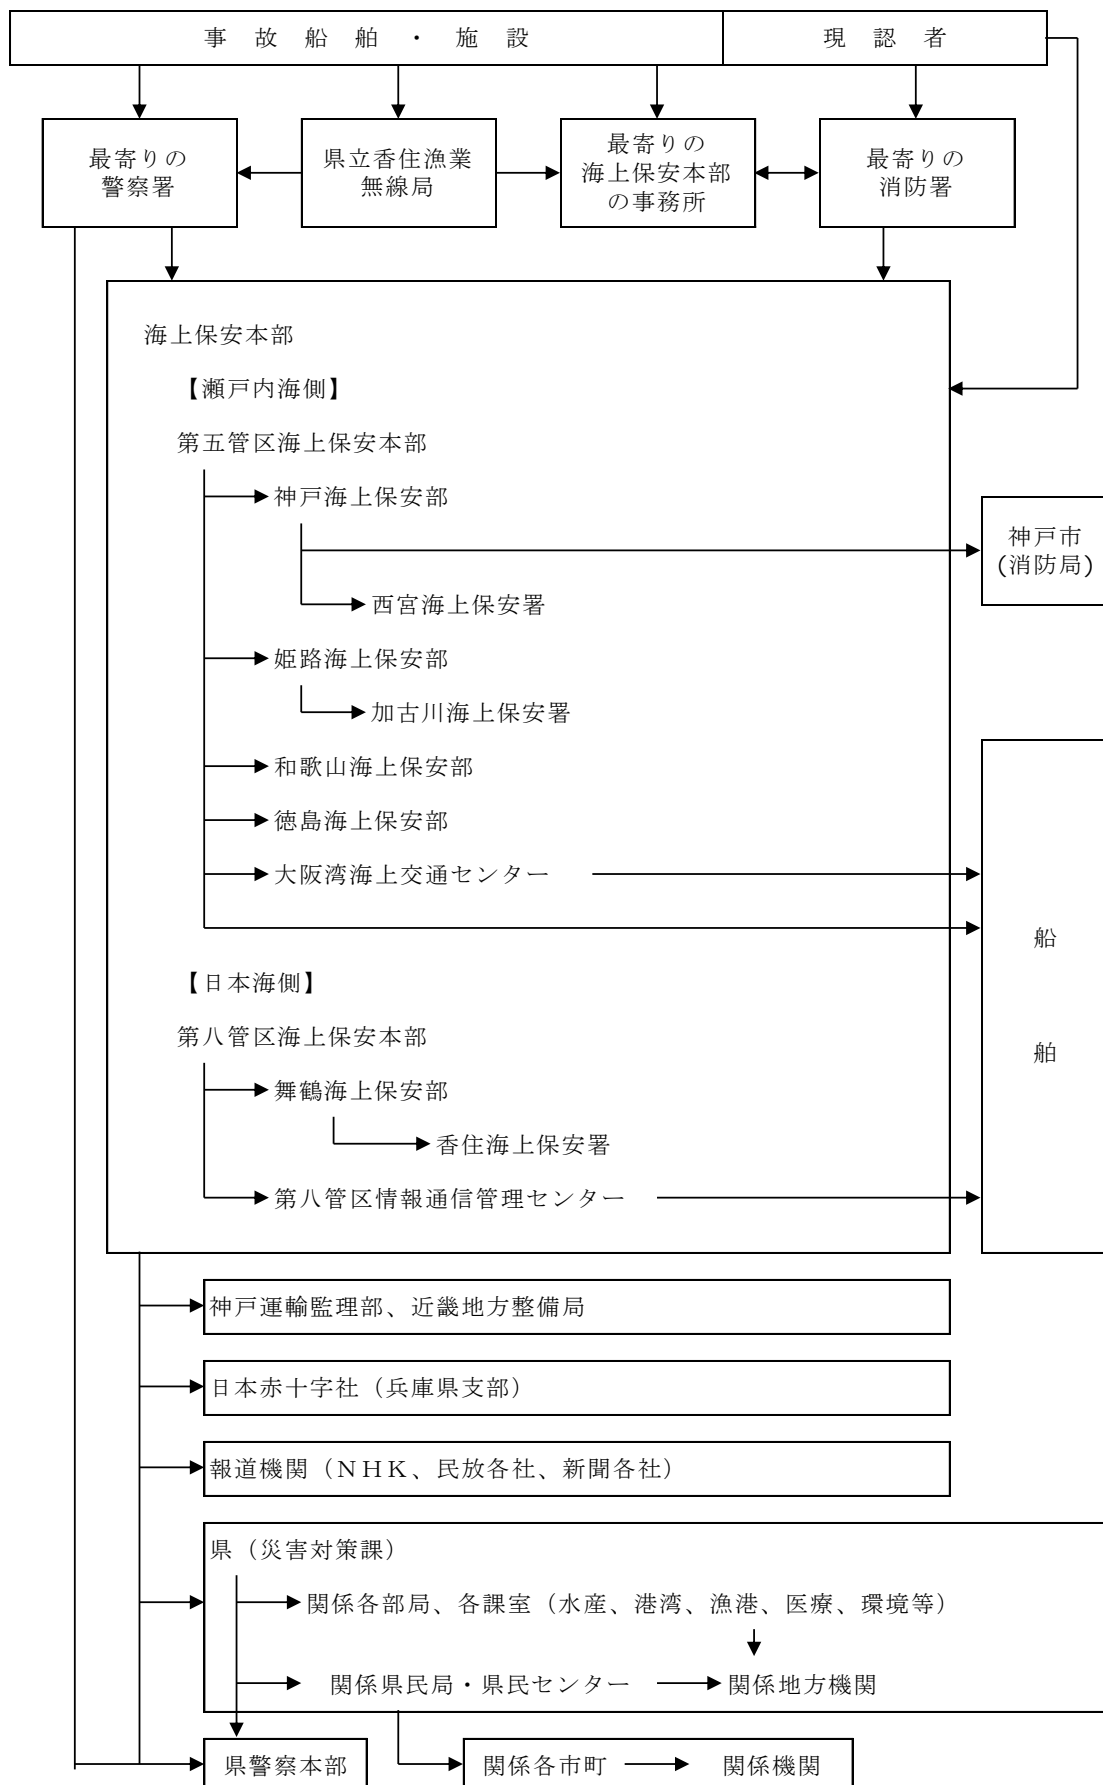 事故船舶・施設
現認者
最寄りの
警察署
県立香住漁業
無線局
最寄りの
海上保安本部
の事務所
最寄りの
消防署
海上保安本部
【瀬戸内海側】
第五管区海上保安本部
神戸海上保安部
神戸市
(消防局)
西宮海上保安署
姫路海上保安部
加古川海上保安署
和歌山海上保安部
徳島海上保安部
大阪湾海上交通センター
船
舶
【日本海側】
第八管区海上保安本部
舞鶴海上保安部
香住海上保安署
第八管区情報通信管理センター
神戸運輸監理部、近畿地方整備局
日本赤十字社（兵庫県支部）
報道機関（ＮＨＫ、民放各社、新聞各社）
県（災害対策課）
関係各部局、各課室（水産、港湾、漁港、医療、環境等）
関係県民局・県民センター
関係地方機関
県警察本部
関係各市町
関係機関